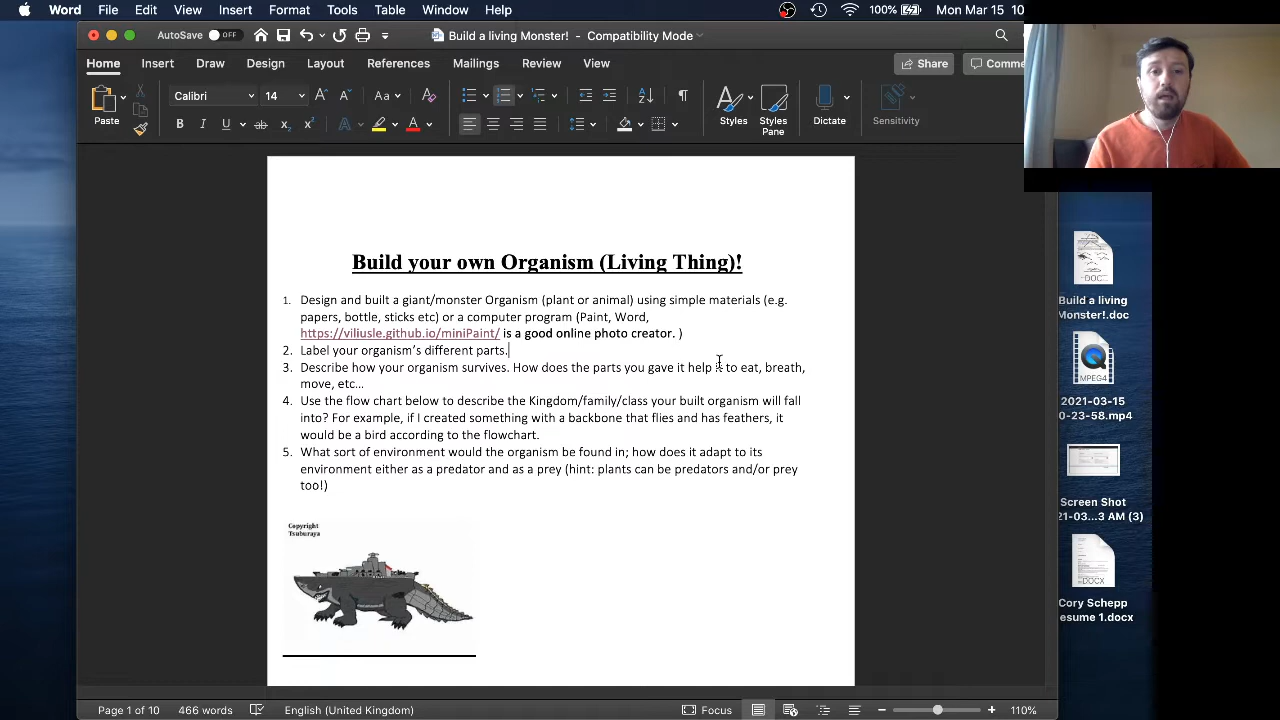 Word File Edit View Insert Format Tools Table Window Help 100% Mon Mar 15 10
AutoSave OFF Build a living Monster! - Compatibility Mode
Home Insert Draw Design Layout References Mailings Review View Share Comme
Paste Calibri 14 Aa Styles Styles Pane Dictate Sensitivity
Build your own Organism (Living Thing)!
1. Design and built a giant/monster Organism (plant or animal) using simple materials (e.g.
papers, bottle, sticks etc) or a computer program (Paint, Word,
https://viliusle.github.io/miniPaint/ is a good online photo creator. )
2. Label your organism's different parts.
3. Describe how your organism survives. How does the parts you gave it help it to eat, breath,
move, etc...
4. Use the flow chart below to describe the Kingdom/family/class your built organism will fall
into? For example, if I created something with a backbone that flies and has feathers, it
would be a bird according to the flowchart.
5. What sort of environment would the organism be found in; how does it adapt to its
environment either as a predator and as a prey (hint: plants can be predators and/or prey
too!)
Copyright
Tsuburaya
DOC
Build a living
Monster!.doc
MPEG4
2021-03-15
0-23-58.mp4
Screen Shot
21-03...3 AM (3)
DOCX
Cory Schepp
esume 1.docx
Page 1 of 10 466 words English (United Kingdom) Focus 110%